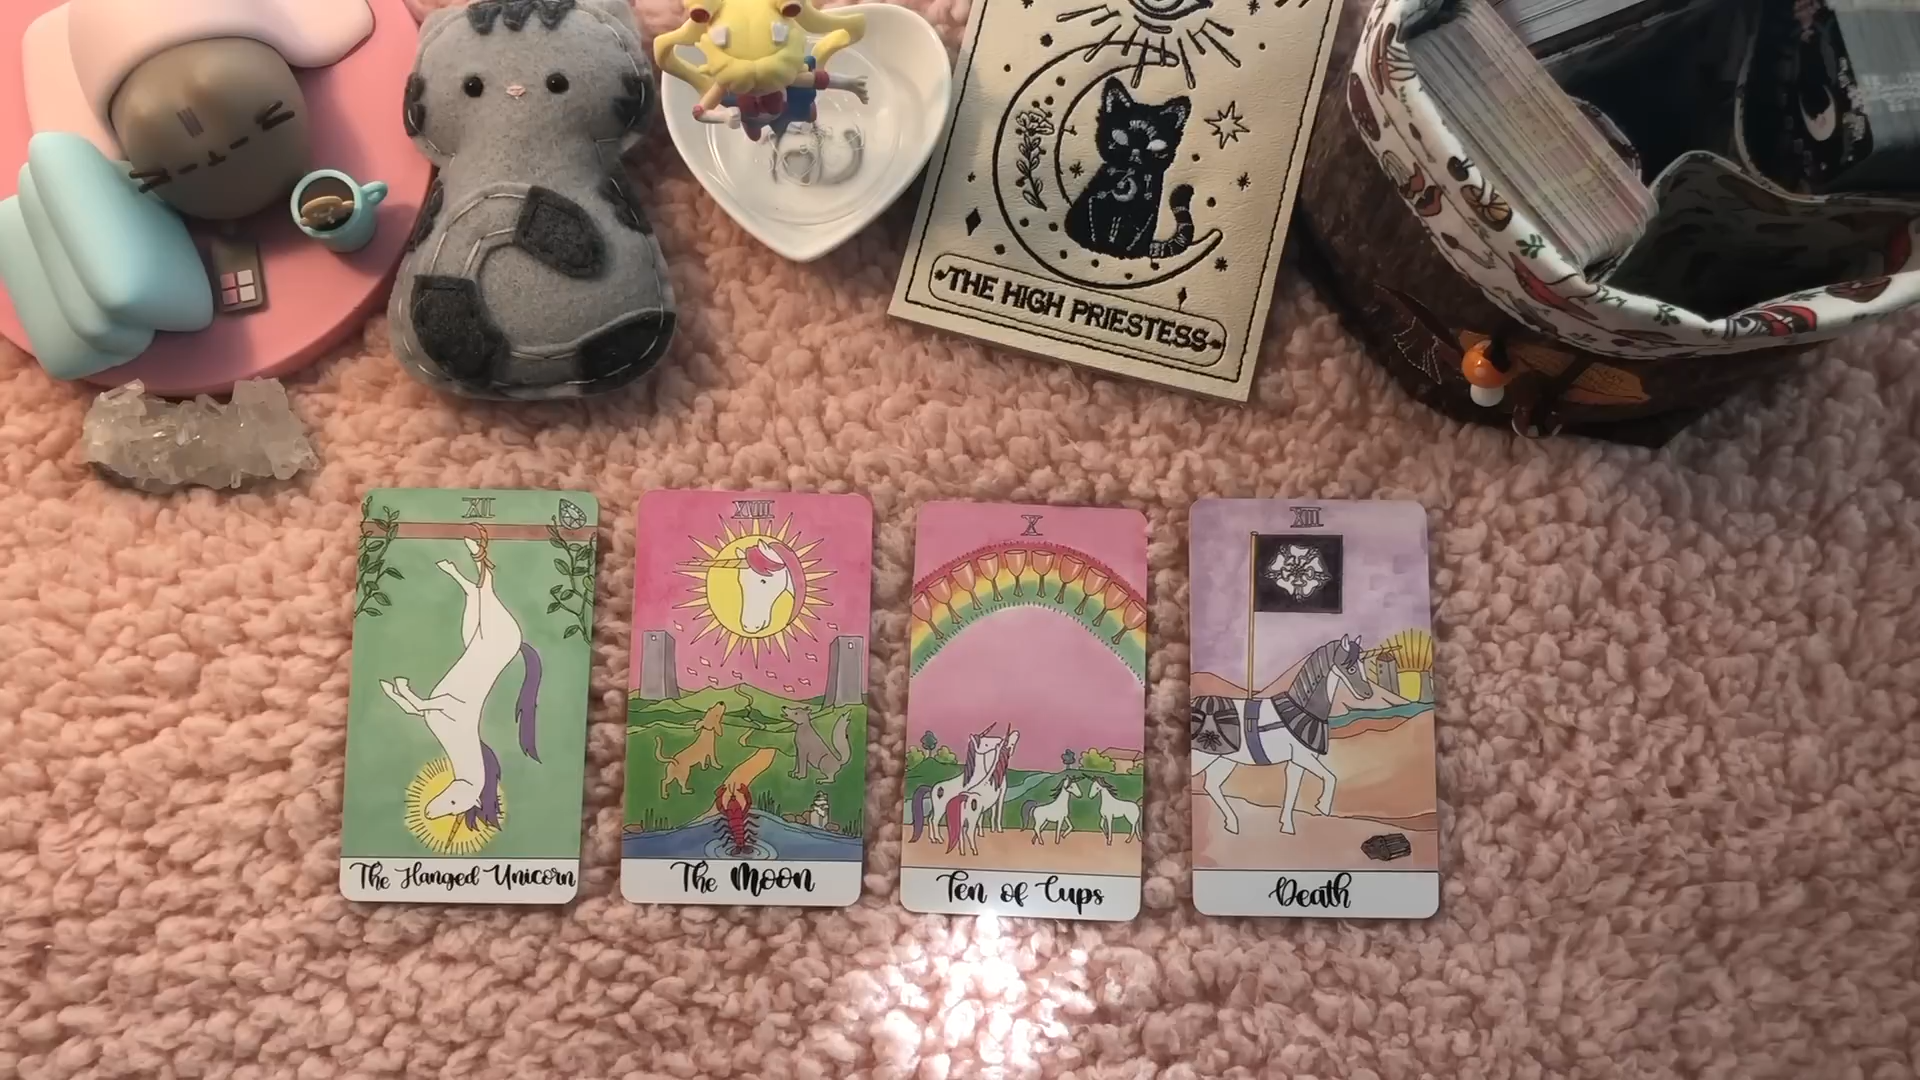 THE HIGH PRIESTESS
XII
The Hanged Unicorn
XVIII
The Moon
X
Ten of Cups
XIII
Death